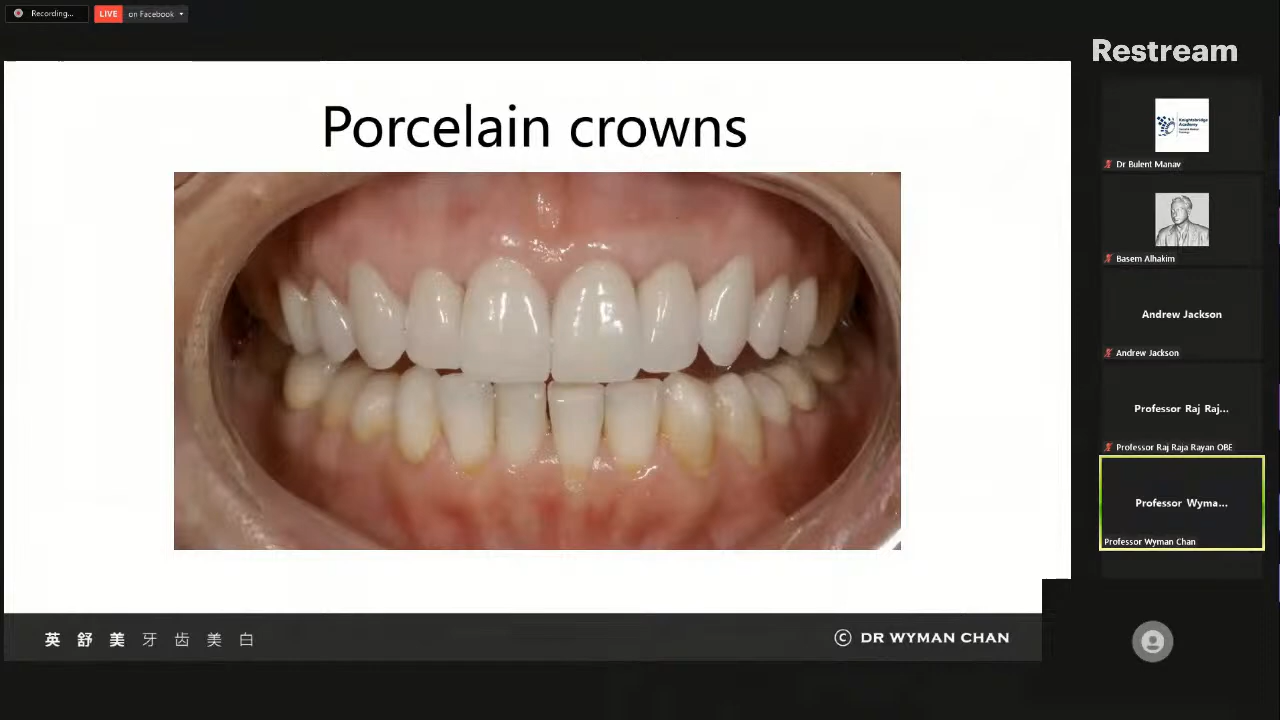 Recording...
LIVE on Facebook
Restream
Porcelain crowns
Knightsbridge
Academy
Dr Bulent Manav
Basem Alhakim
Andrew Jackson
Andrew Jackson
Professor Raj Raj...
Professor Raj Raja Rayan OBE
Professor Wyma...
Professor Wyman Chan
英舒美牙齿美白
© DR WYMAN CHAN